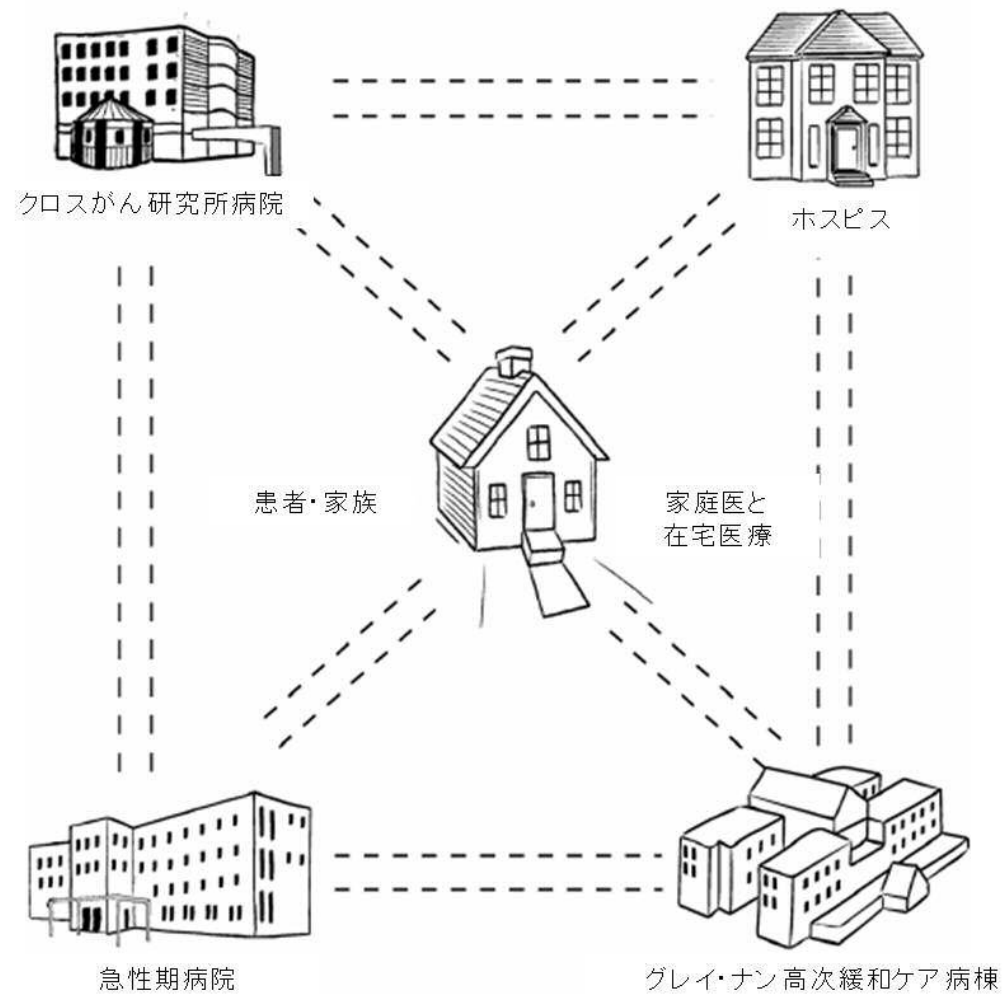 クロスがん研究所病院
ホスピス
患者・家族
家庭医と
在宅医療
急性期病院
グレイ・ナン高次緩和ケア病棟